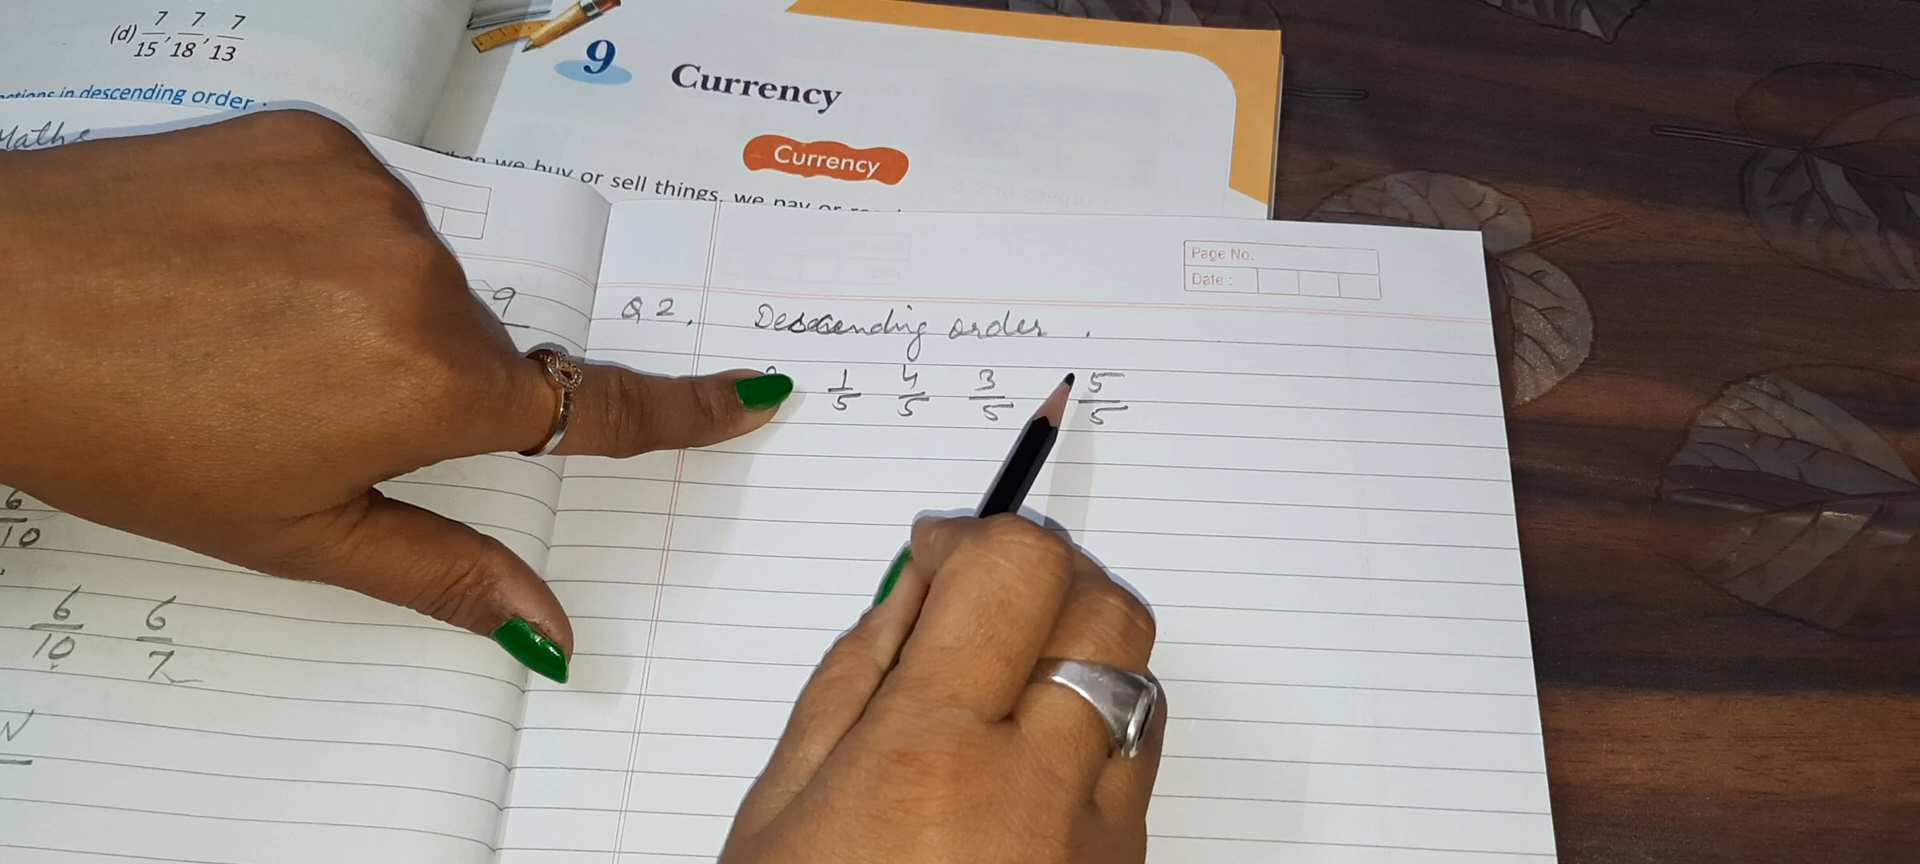 (d) 7/15, 7/18, 7/13
in descending order :
Maths
9
Currency
Currency
we buy or sell things, we pay or
Page No.
Date :
9
Q 2. Descending order .
1/5 4/5 3/5 5/5
6/10
6/10 6/7